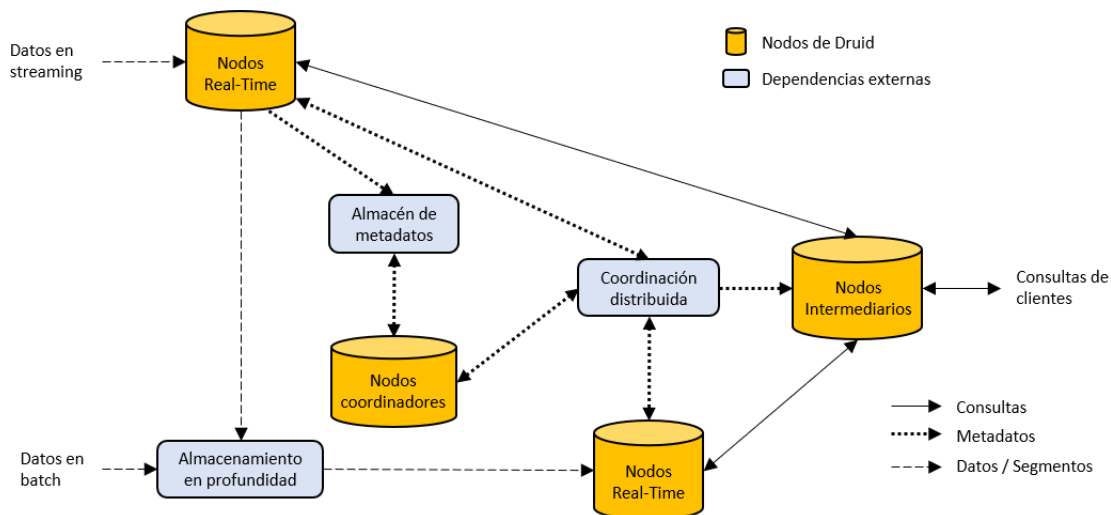 Datos en
streaming
Nodos
Real-Time
Nodos de Druid
Dependencias externas
Almacén de
metadatos
Coordinación
distribuida
Nodos
Intermediarios
Consultas de
clientes
Nodos
coordinadores
Consultas
Metadatos
Datos / Segmentos
Datos en
batch
Almacenamiento
en profundidad
Nodos
Real-Time